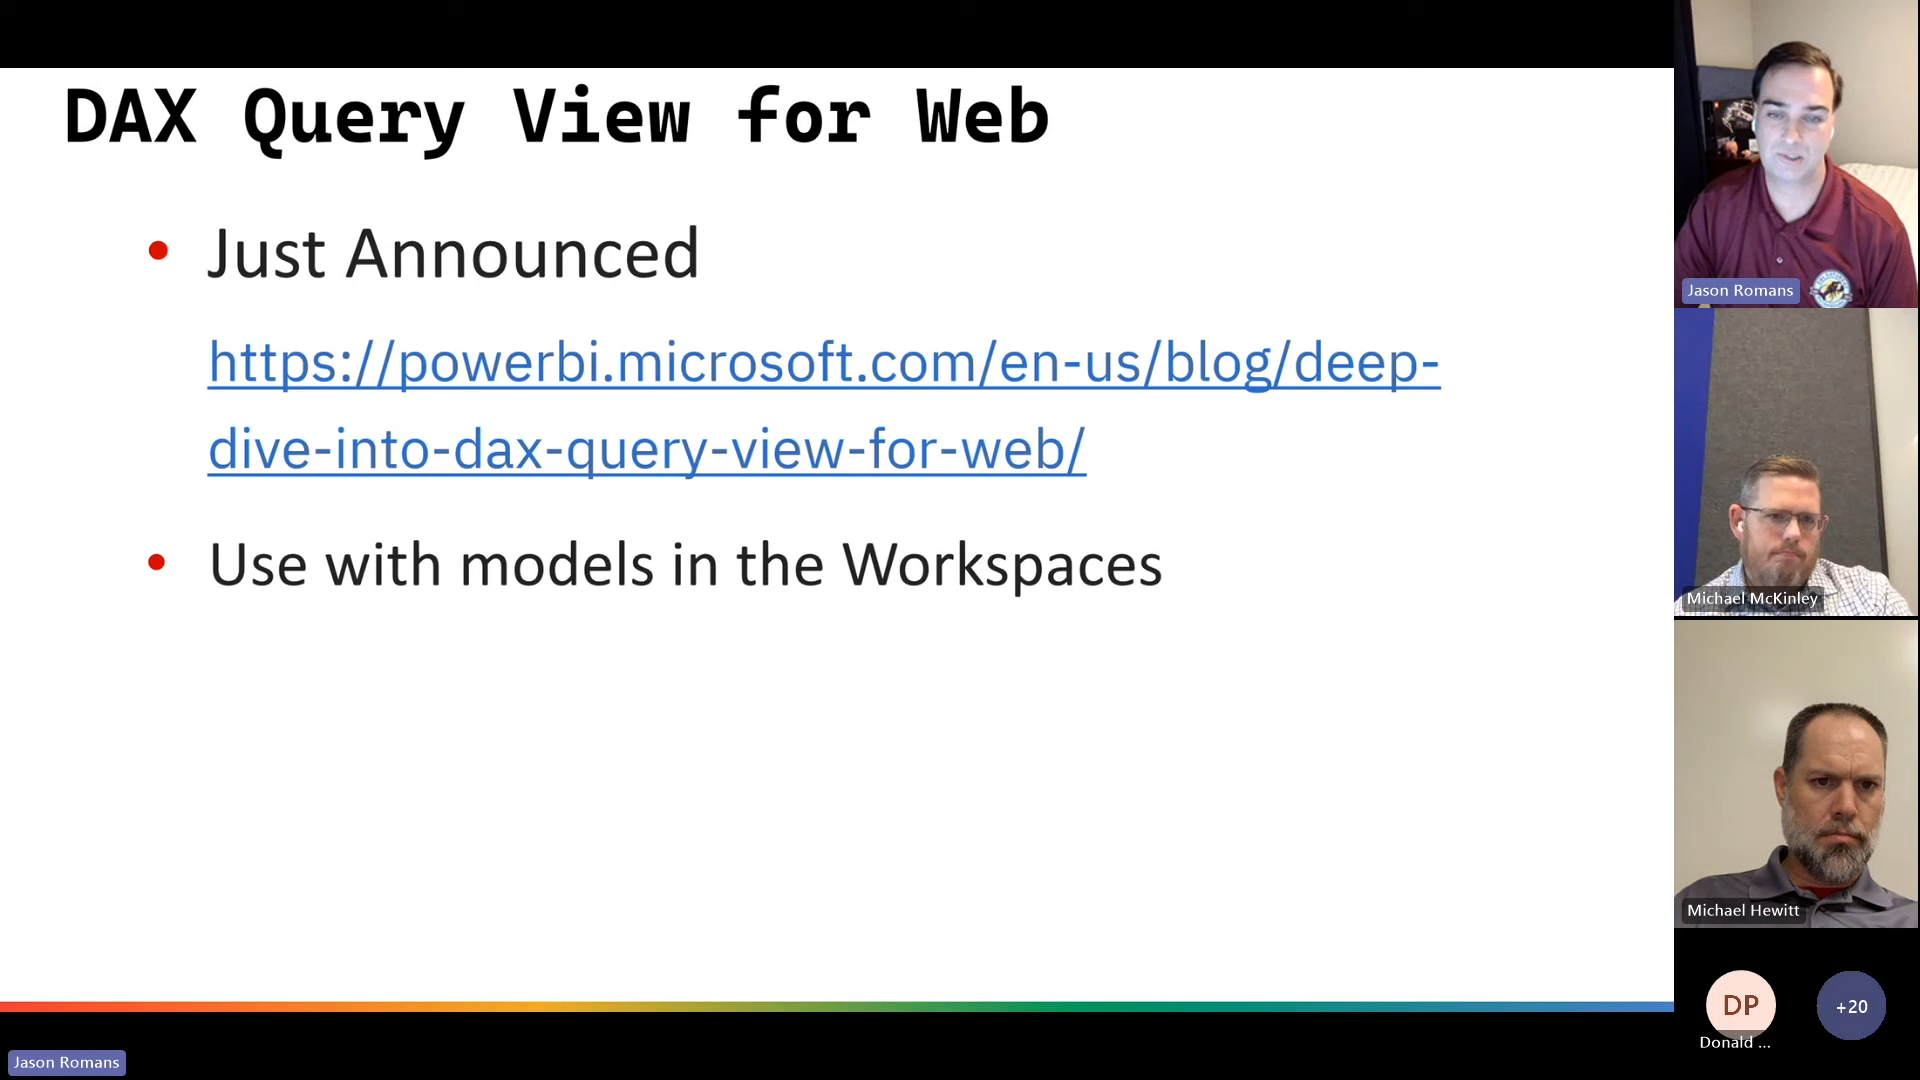 DAX Query View for Web
• Just Announced
https://powerbi.microsoft.com/en-us/blog/deep-
dive-into-dax-query-view-for-web/
• Use with models in the Workspaces
Jason Romans
Michael McKinley
Michael Hewitt
DP
+20
Donald ...
Jason Romans